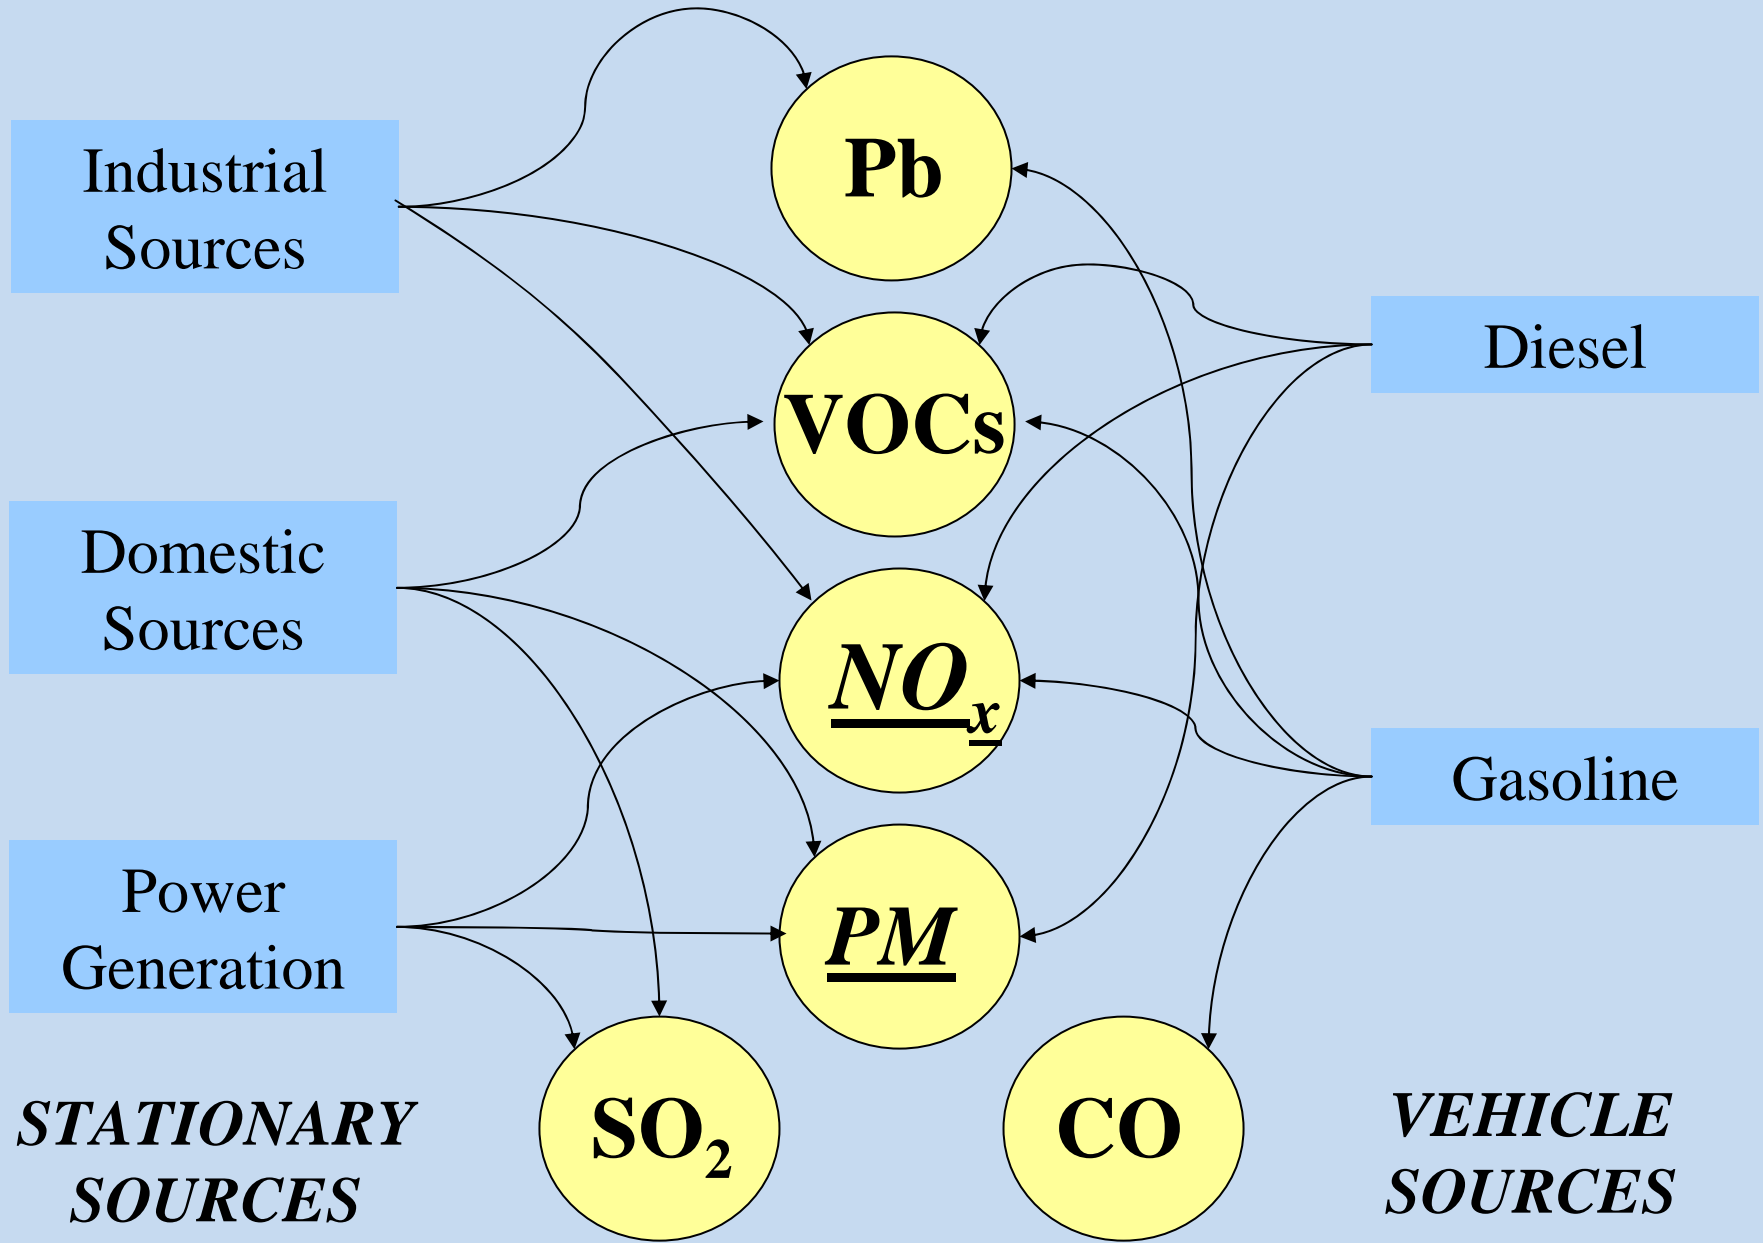 Pb
Industrial
Sources
Diesel
VOCs
Domestic
Sources
NOx
Gasoline
Power
Generation
PM
SO2
CO
STATIONARY
SOURCES
VEHICLE
SOURCES